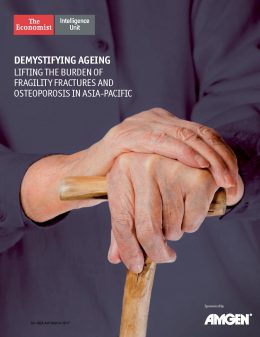 The
Economist
Intelligence
Unit
DEMYSTIFYING AGEING
LIFTING THE BURDEN OF
FRAGILITY FRACTURES AND
OSTEOPOROSIS IN ASIA-PACIFIC
Sponsored by
AMGEN®